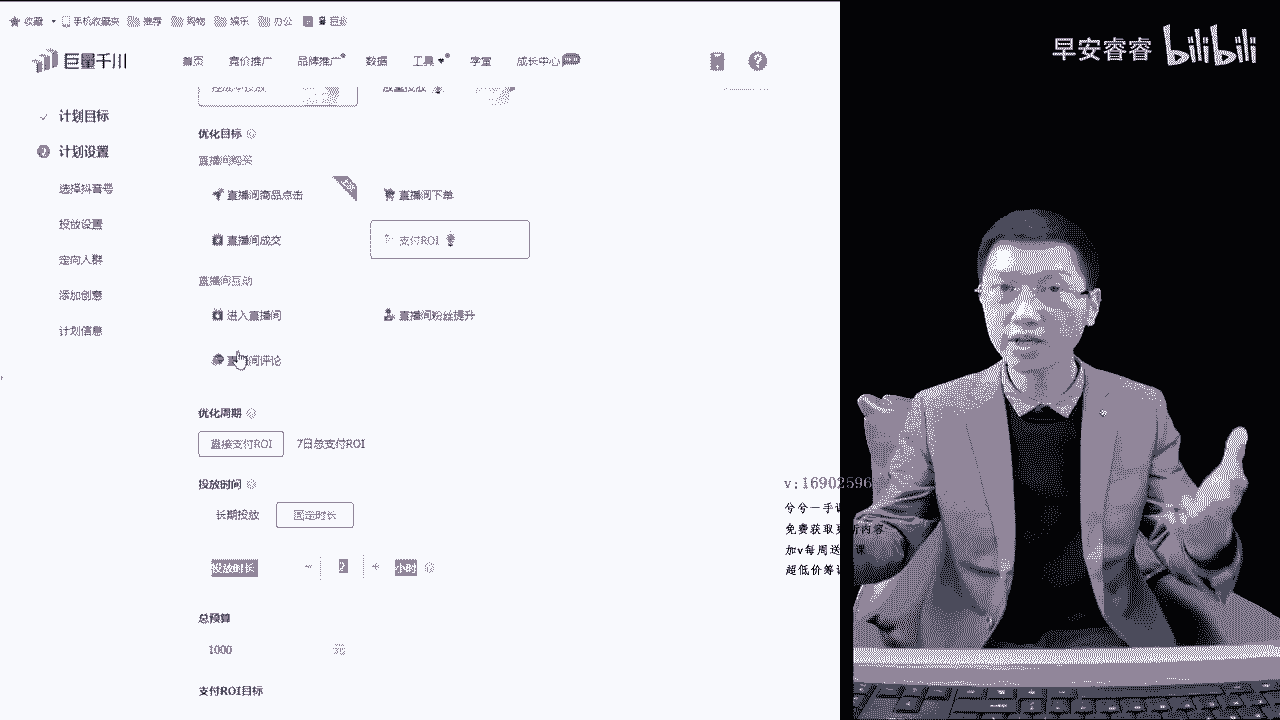 收藏 手机收藏夹 推荐 购物 娱乐 办公
巨量千川 首页 竞价推广 品牌推广 数据 工具 学堂 成长中心
早安睿睿 bilibili
计划目标
计划设置
选择抖音号
投放设置
定向人群
添加创意
计划信息
优化目标
直播间购买
直播间商品点击 直播间下单
直播间成交 支付ROI
直播间互动
进入直播间 直播间粉丝提升
间评论
优化周期
直接支付ROI 7日总支付ROI
投放时间
长期投放 固定时长
投放时长 2 小时
总预算
1000 元
支付ROI目标
v:16902596
兮兮一手
免费获取更新内容
加v每周送 课
超低价筹